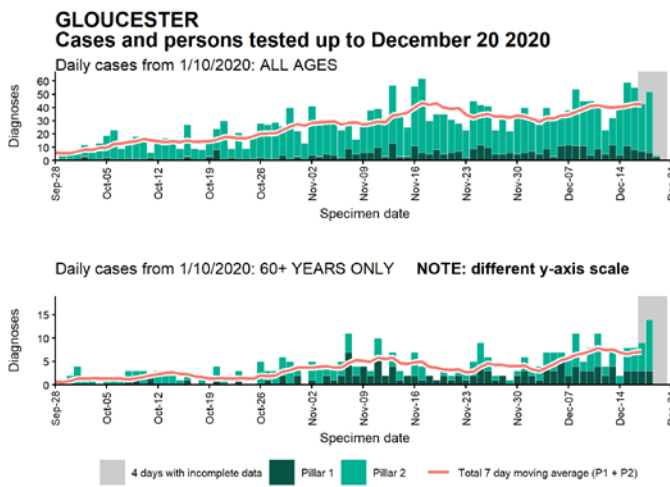 GLOUCESTER
Cases and persons tested up to December 20 2020
Daily cases from 1/10/2020: ALL AGES
Diagnoses
60
50
40
30
20
10
0
Sep-28
Oct-05
Oct-12
Oct-19
Oct-26
Nov-02
Nov-09
Nov-16
Nov-23
Nov-30
Dec-07
Dec-14
Specimen date
Daily cases from 1/10/2020: 60+ YEARS ONLY NOTE: different y-axis scale
Diagnoses
15
10
5
0
Sep-28
Oct-05
Oct-12
Oct-19
Oct-26
Nov-02
Nov-09
Nov-16
Nov-23
Nov-30
Dec-07
Dec-14
Specimen date
4 days with incomplete data Pillar 1 Pillar 2 Total 7 day moving average (P1 + P2)